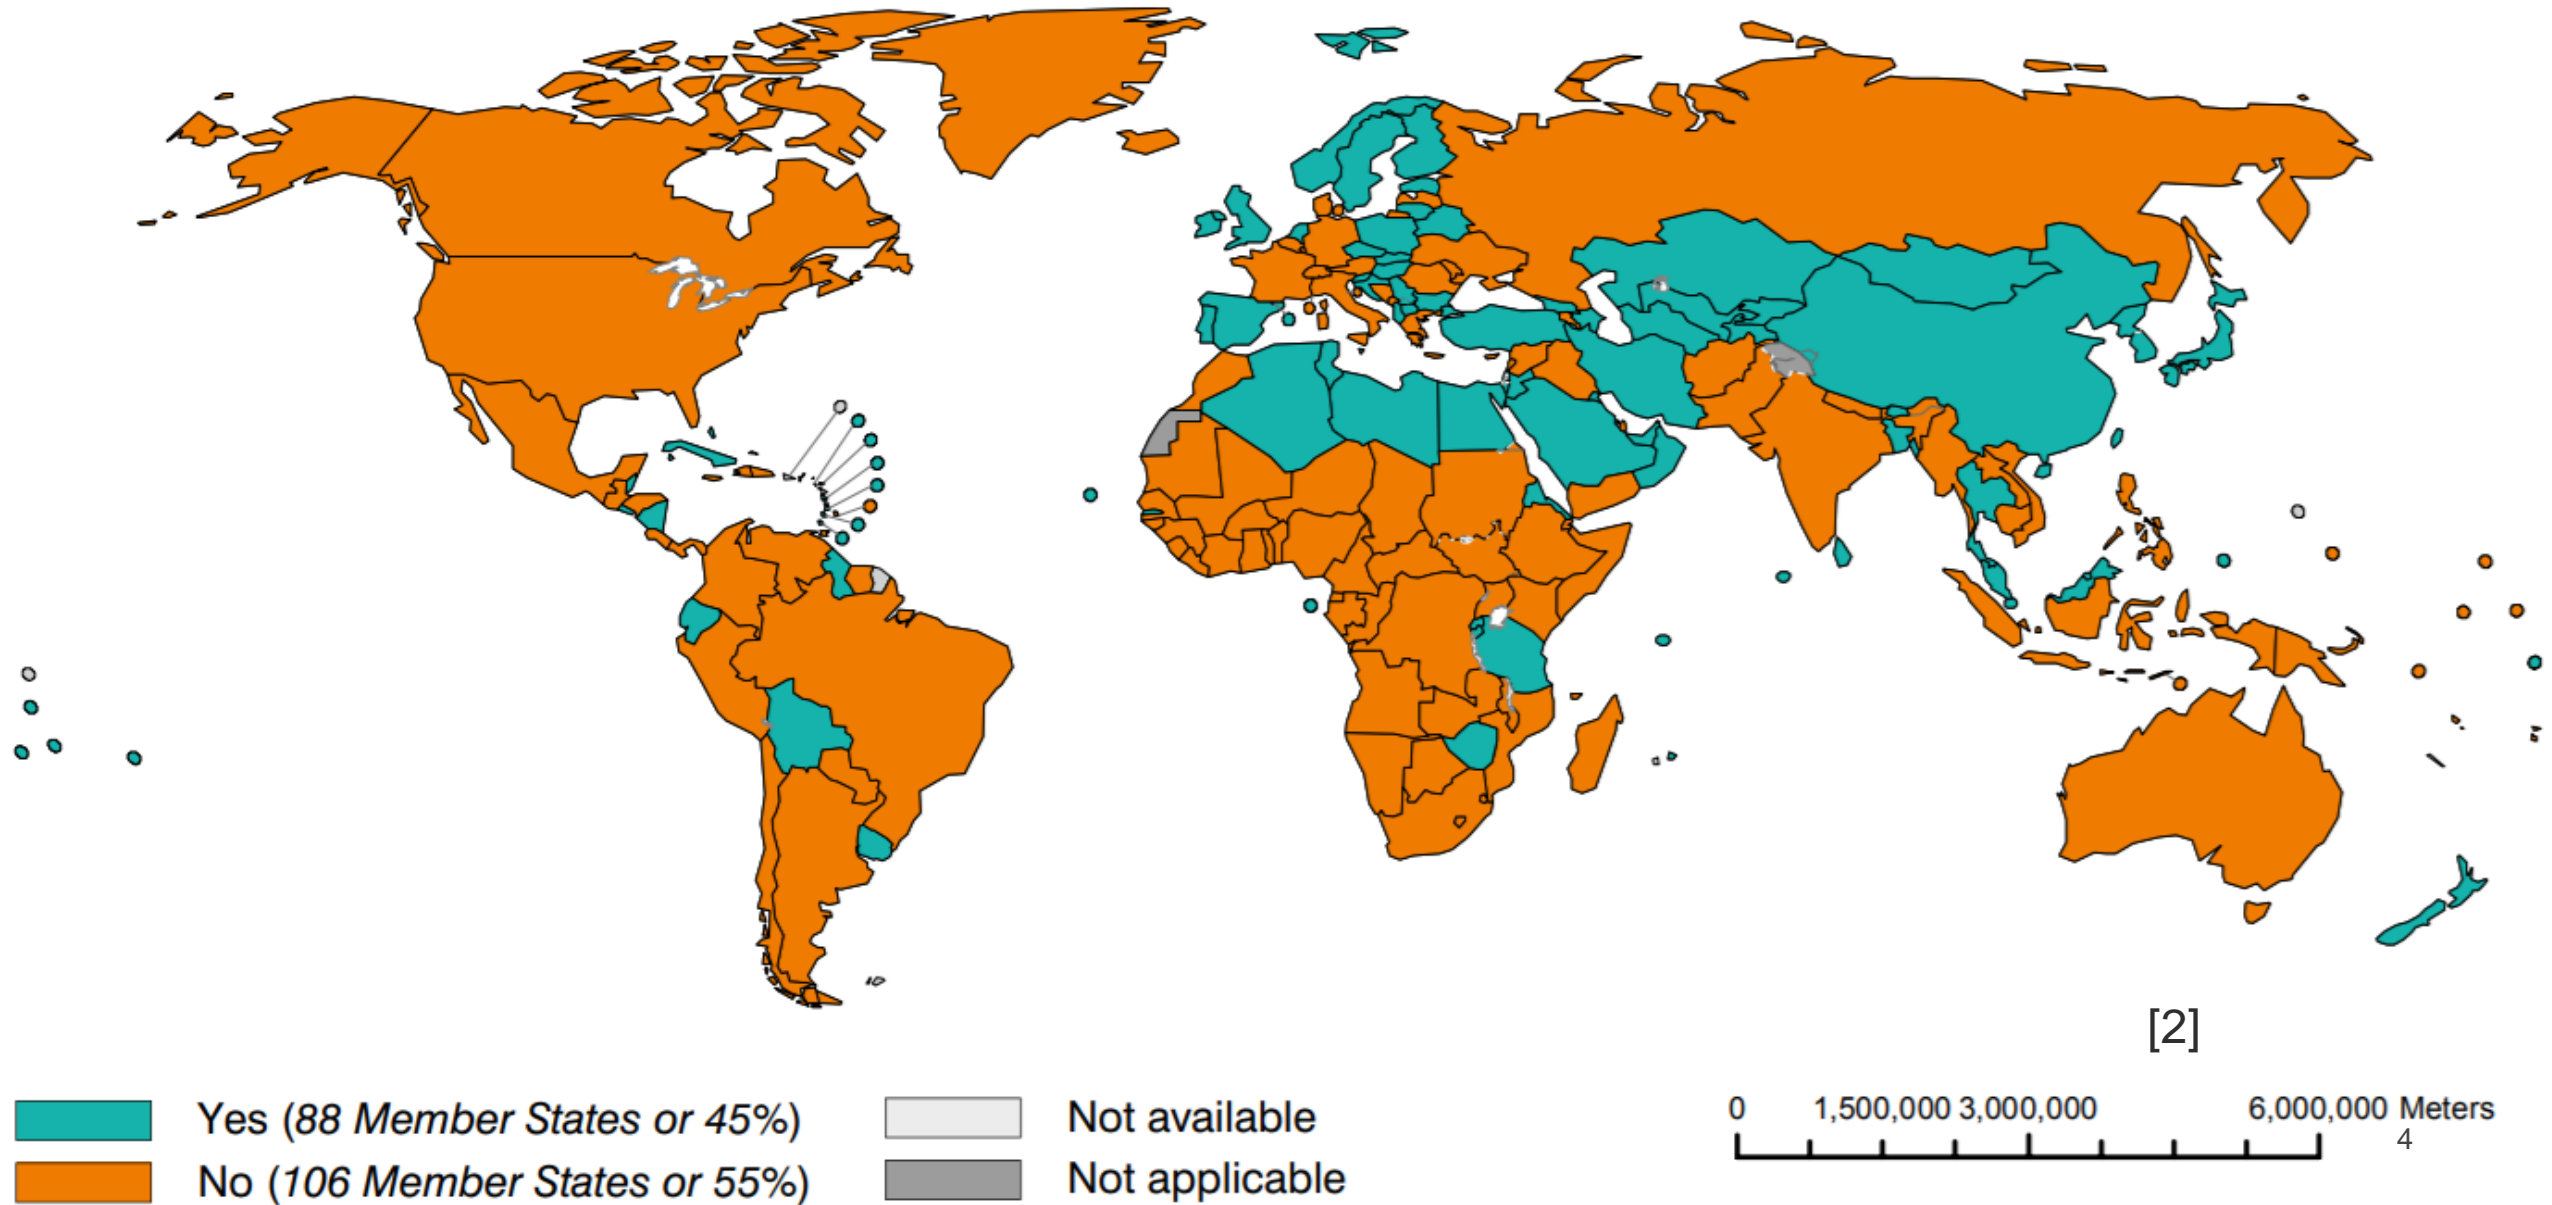 [2]
Yes (88 Member States or 45%)
No (106 Member States or 55%)
Not available
Not applicable
0 1,500,000 3,000,000 6,000,000 Meters
4